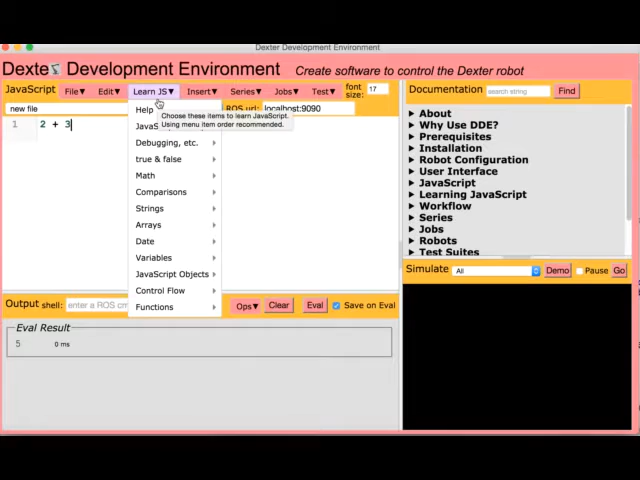 Dexter Development Environment
Dexter Development Environment Create software to control the Dexter robot
JavaScript File▼ Edit▼ Learn JS▼ Insert▼ Series▼ Jobs▼ Test▼ font size: 17
new file ROS url: localhost:9090
1 2 + 3
Help
Choose these items to learn JavaScript.
Using menu item order recommended.
Debugging, etc.
true & false
Math
Comparisons
Strings
Arrays
Date
Variables
JavaScript Objects
Control Flow
Functions
Output shell: enter a ROS Ops▼ Clear Eval Save on Eval
Eval Result
5 0 ms
Documentation search string Find
About
Why Use DDE?
Prerequisites
Installation
Robot Configuration
User Interface
JavaScript
Learning JavaScript
Workflow
Series
Jobs
Robots
Test Suites
Simulate All Demo Pause Go